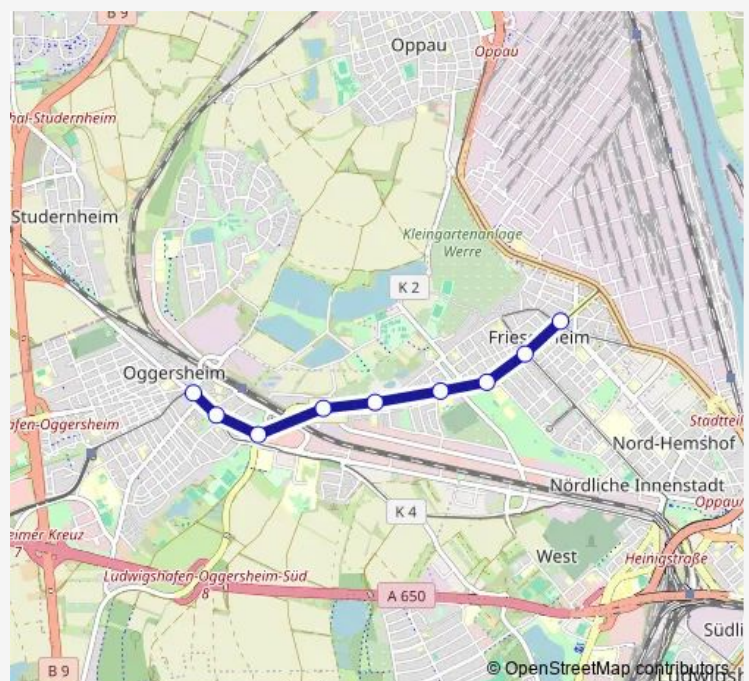 B 9
Oppau
Oppau
hal-Studernheim
Studernheim
Kleingartenanlage
Werre
K 2
Oggersheim
afen-Oggersheim
Stadtteil
Nord-Hemshof
Nördliche Innenstadt
Oppau/
K 4
eimer Kreuz
7
West
Heinigstraße
Ludwigshafen-Oggersheim-Süd
8
A 650
Südli
B 9
© OpenStreetMap contributors